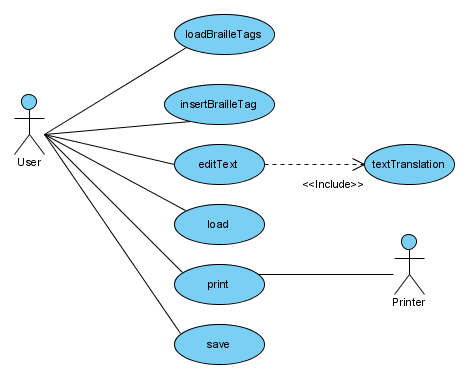 loadBrailleTags
insertBrailleTag
User
editText
textTranslation
<<Include>>
load
print
Printer
save